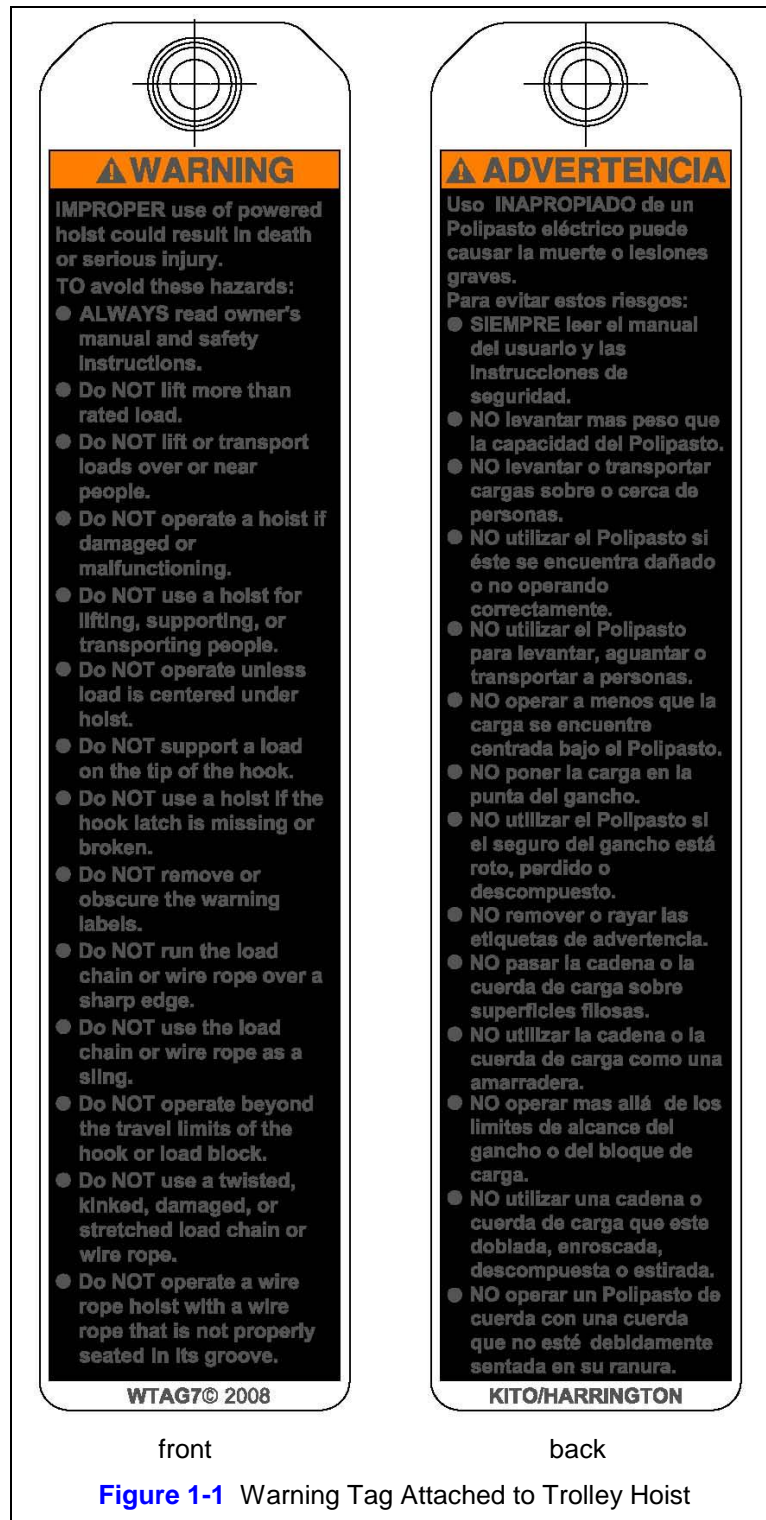 WARNING
IMPROPER use of powered
hoist could result in death
or serious injury.
TO avoid these hazards:
● ALWAYS read owner's
manual and safety
instructions.
● Do NOT lift more than
rated load.
● Do NOT lift or transport
loads over or near
people.
● Do NOT operate a hoist if
damaged or
malfunctioning.
● Do NOT use a hoist for
lifting, supporting, or
transporting people.
● Do NOT operate unless
load is centered under
hoist.
● Do NOT support a load
on the tip of the hook.
● Do NOT use a hoist if the
hook latch is missing or
broken.
● Do NOT remove or
obscure the warning
labels.
● Do NOT run the load
chain or wire rope over a
sharp edge.
● Do NOT use the load
chain or wire rope as a
sling.
● Do NOT operate beyond
the travel limits of the
hook or load block.
● Do NOT use a twisted,
kinked, damaged, or
stretched load chain or
wire rope.
● Do NOT operate a wire
rope hoist with a wire
rope that is not properly
seated in its groove.
WTAG7© 2008
front
ADVERTENCIA
Uso INAPROPIADO de un
Polipasto eléctrico puede
causar la muerte o lesiones
graves.
Para evitar estos riesgos:
● SIEMPRE leer el manual
del usuario y las
instrucciones de
seguridad.
● NO levantar mas peso que
la capacidad del Polipasto.
● NO levantar o transportar
cargas sobre o cerca de
personas.
● NO utilizar el Polipasto si
éste se encuentra dañado
o no operando
correctamente.
● NO utilizar el Polipasto
para levantar, aguantar o
transportar a personas.
● NO operar a menos que la
carga se encuentre
centrada bajo el Polipasto.
● NO poner la carga en la
punta del gancho.
● NO utilizar el Polipasto si
el seguro del gancho está
roto, perdido o
descompuesto.
● NO remover o rayar las
etiquetas de advertencia.
● NO pasar la cadena o la
cuerda de carga sobre
superficies filosas.
● NO utilizar la cadena o la
cuerda de carga como una
amarradera.
● NO operar mas allá de los
limites de alcance del
gancho o del bloque de
carga.
● NO utilizar una cadena o
cuerda de carga que este
doblada, enroscada,
descompuesta o estirada.
● NO operar un Polipasto de
cuerda con una cuerda
que no esté debidamente
sentada en su ranura.
KITO/HARRINGTON
back
Figure 1-1 Warning Tag Attached to Trolley Hoist